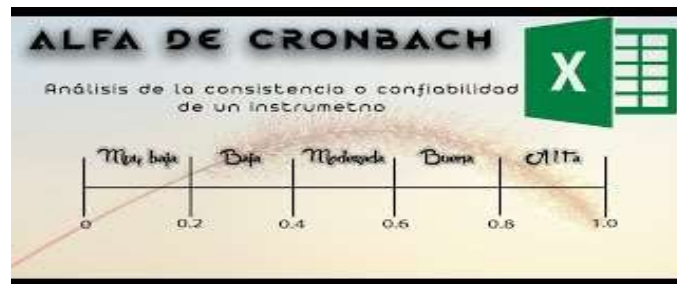 ALFA DE CRONBACH
X
Análisis de la consistencia o confiabilidad
de un instrumetno
Muy baja Baja Moderada Buena Alta
0 0.2 0.4 0.6 0.8 1.0